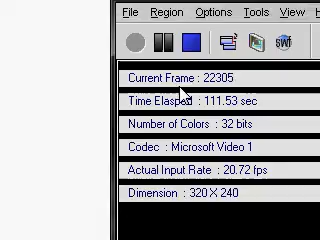 File Region Options Tools View H
swf
Current Frame : 22305
Time Elasped : 111.53 sec
Number of Colors : 32 bits
Codec : Microsoft Video 1
Actual Input Rate : 20.72 fps
Dimension : 320 X 240